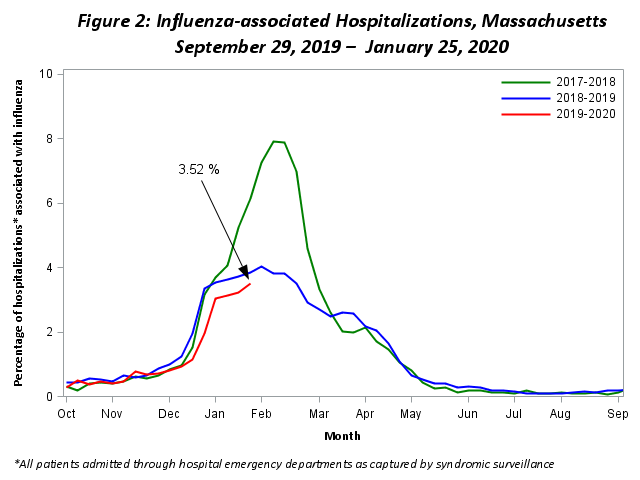 Figure 2: Influenza-associated Hospitalizations, Massachusetts
September 29, 2019 – January 25, 2020
Percentage of hospitalizations* associated with influenza
10
8
6
4
2
0
2017-2018
2018-2019
2019-2020
3.52 %
Oct Nov Dec Jan Feb Mar Apr May Jun Jul Aug Sep
Month
*All patients admitted through hospital emergency departments as captured by syndromic surveillance